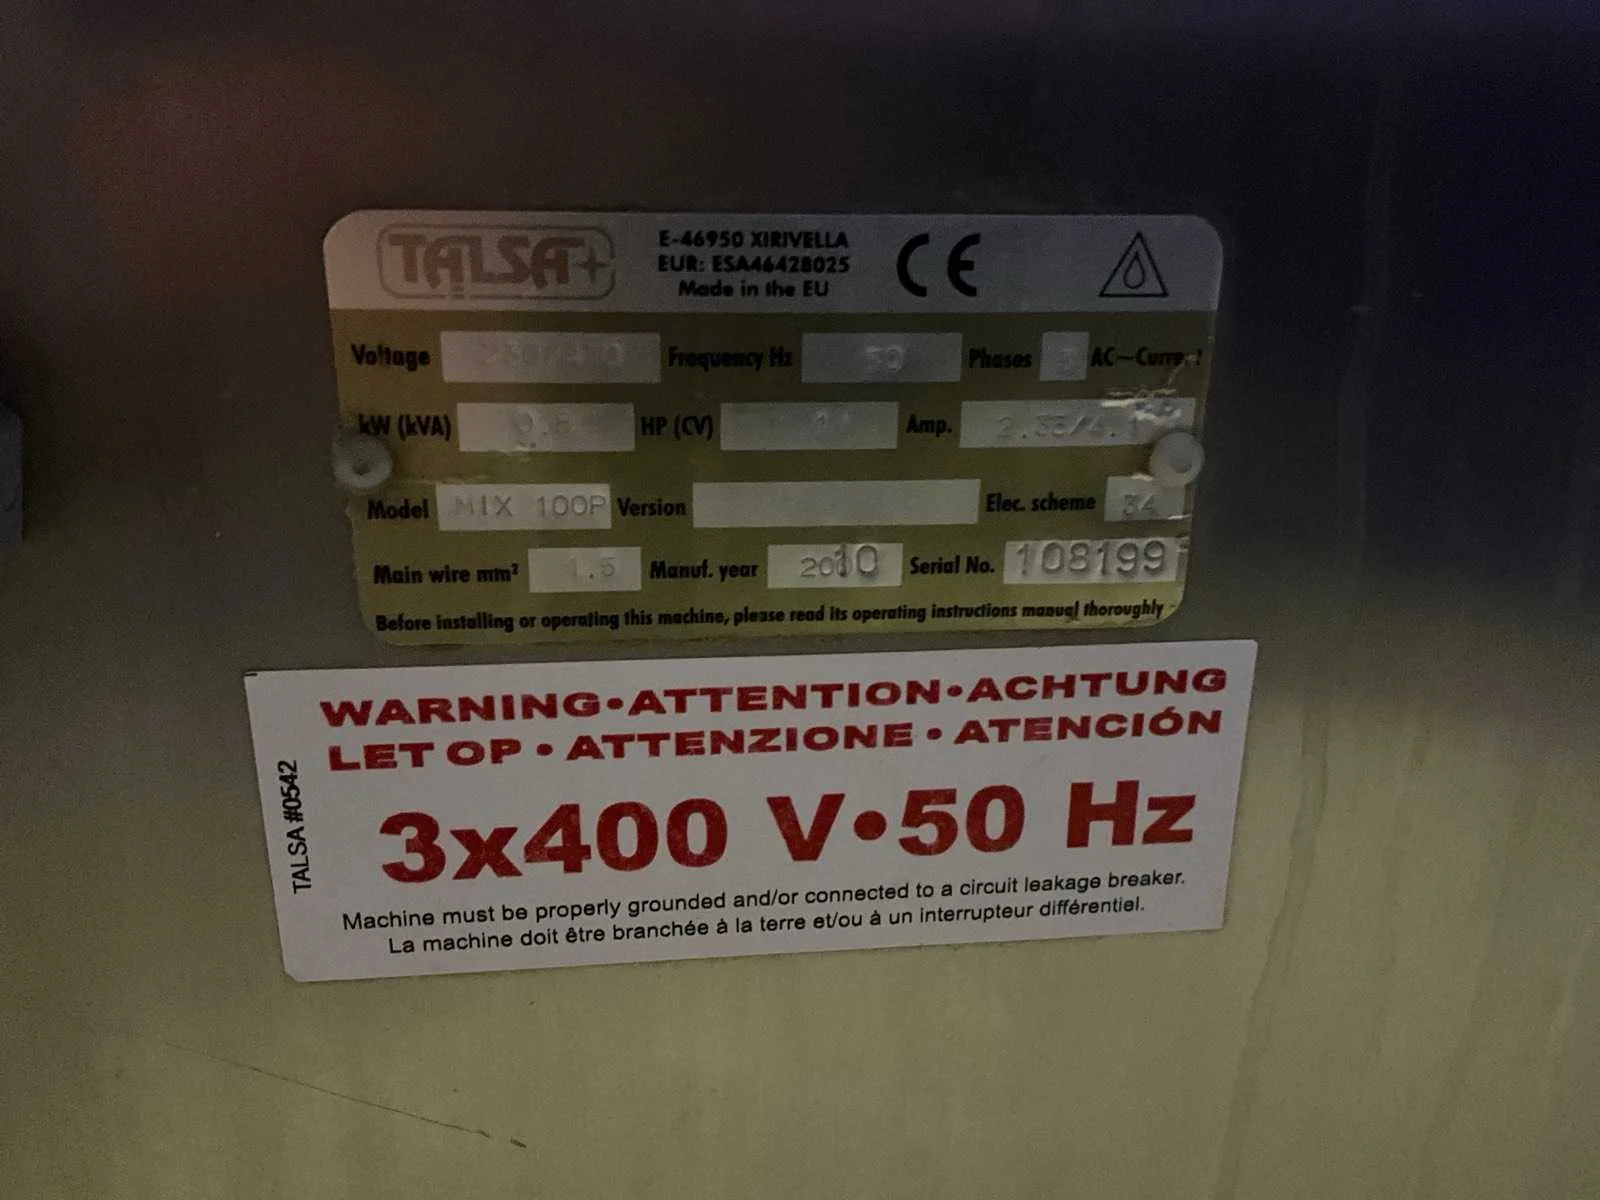 TALSA+
E-46950 XIRIVELLA
EUR: ESA46428025
Made in the EU
CE
Voltage Frequency Hz Phases AC~Current
kW (kVA) HP (CV) Amp.
Model MIX 100P Version Elec. scheme 34
Main wire mm² 1.5 Manuf. year 2010 Serial No. 108199
Before installing or operating this machine, please read its operating instructions manual thoroughly
WARNING•ATTENTION•ACHTUNG
LET OP • ATTENZIONE • ATENCIÓN
3x400 V•50 Hz
Machine must be properly grounded and/or connected to a circuit leakage breaker.
La machine doit être branchée à la terre et/ou à un interrupteur différentiel.
TALSA #0542